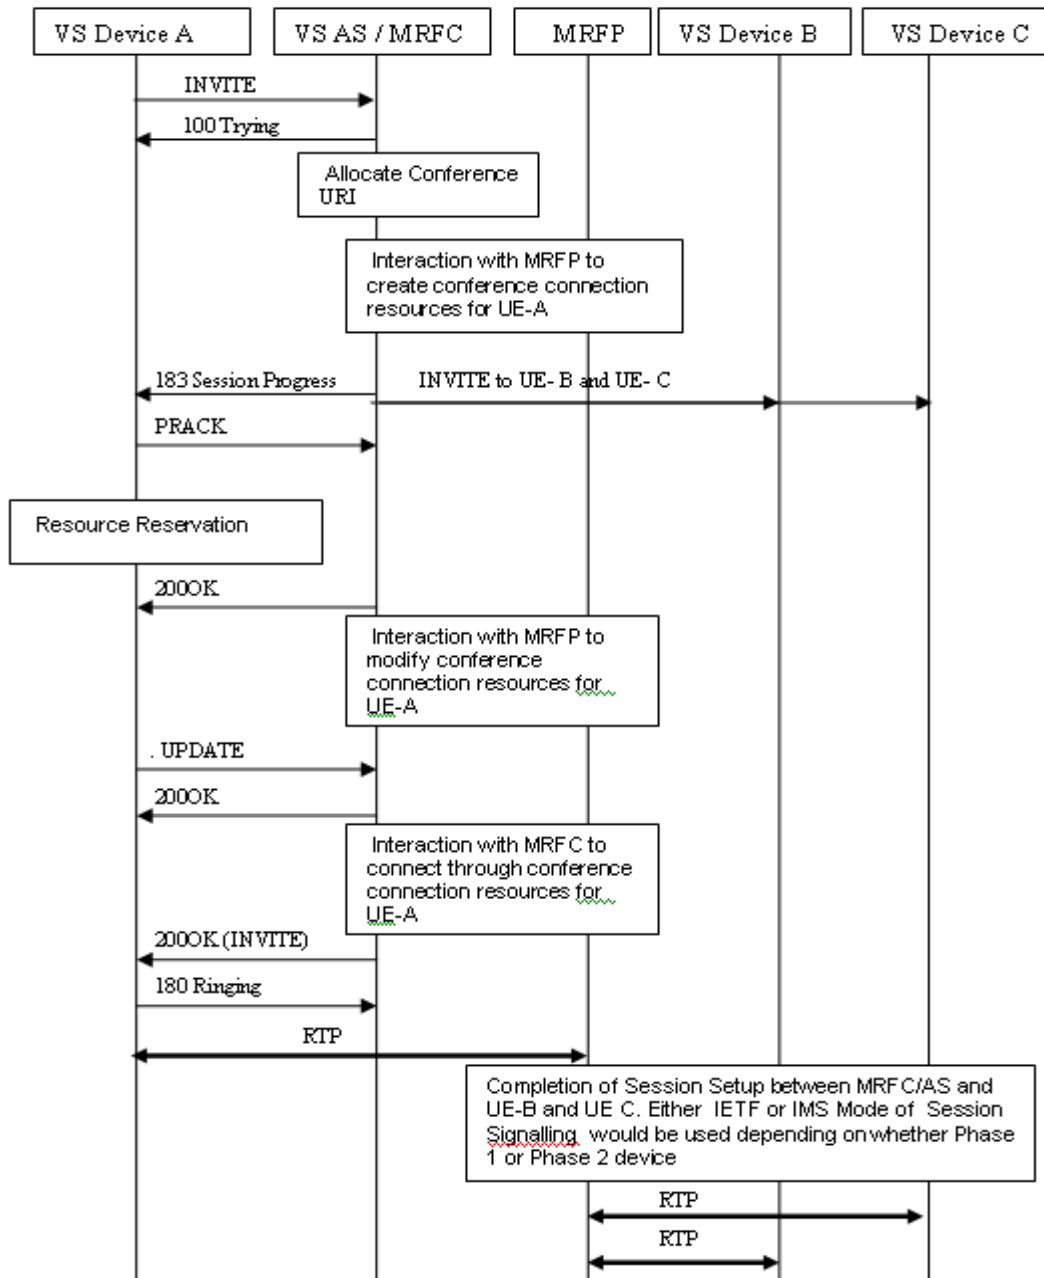 VS Device A
VS AS / MRFC
MRFP
VS Device B
VS Device C
INVITE
100 Trying
Allocate Conference
URI
Interaction with MRFP to
create conference connection
resources for UE-A
183 Session Progress
INVITE to UE- B and UE- C
PRACK
Resource Reservation
200OK
Interaction with MRFP to
modify conference
connection resources for
UE-A
. UPDATE
200OK
Interaction with MRFC to
connect through conference
connection resources for
UE-A
200OK (INVITE)
180 Ringing
RTP
Completion of Session Setup between MRFC/AS and
UE-B and UE C. Either IETF or IMS Mode of Session
Signalling would be used depending on whether Phase
1 or Phase 2 device
RTP
RTP